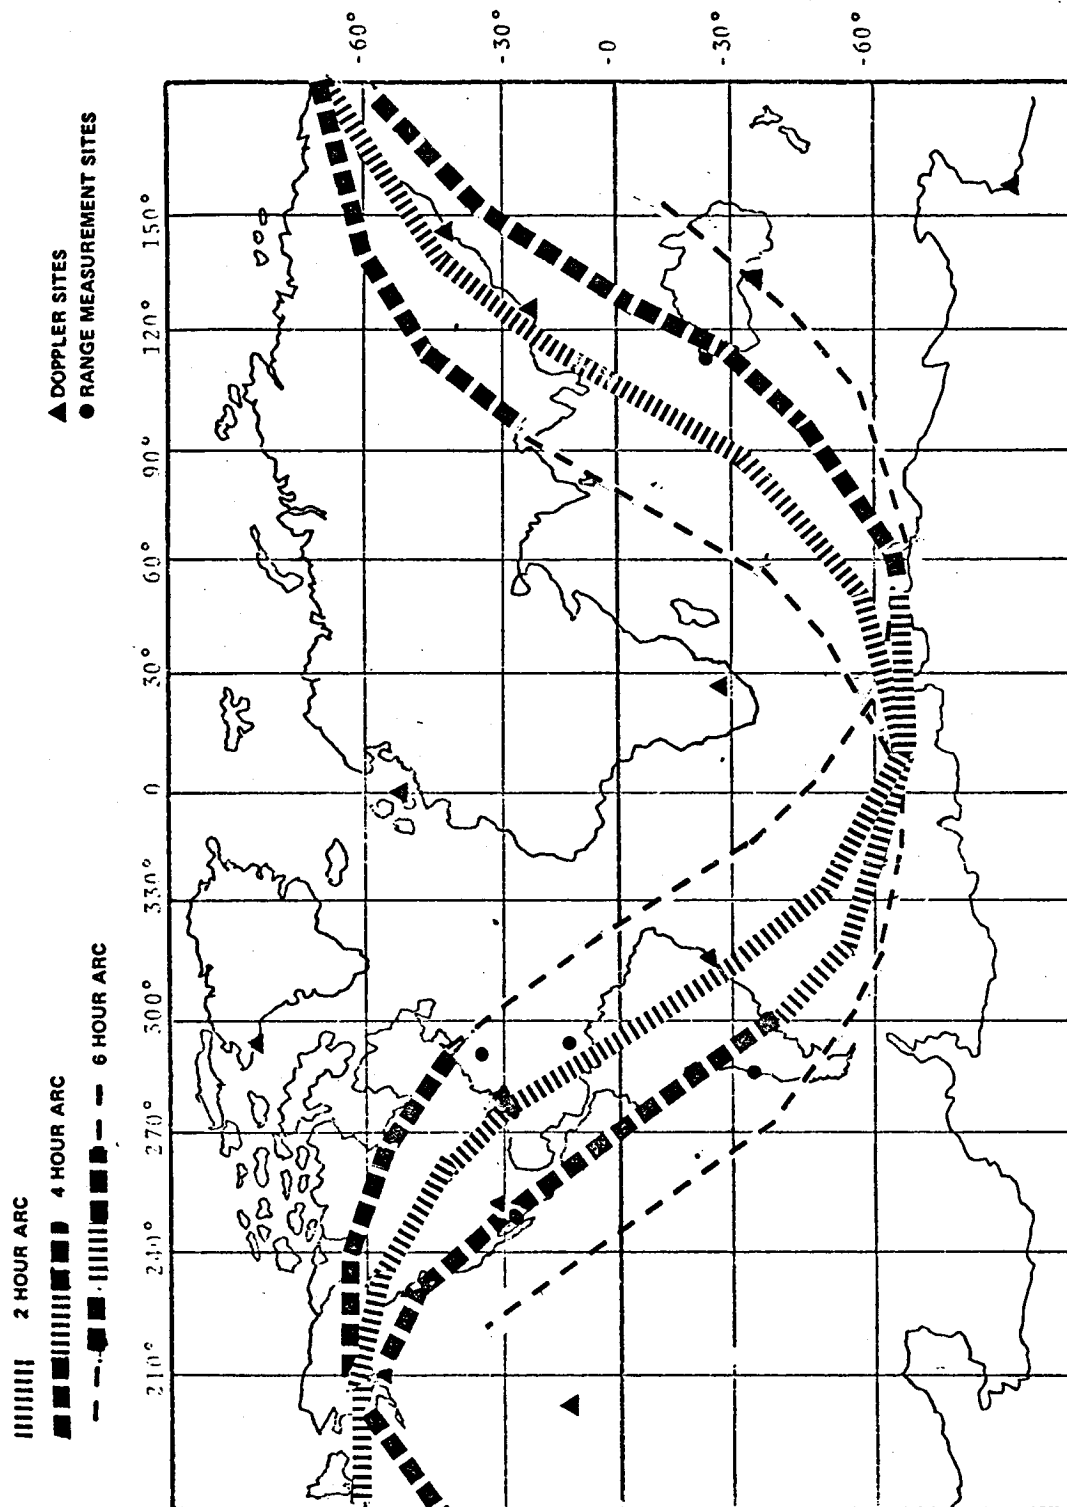 2 HOUR ARC
4 HOUR ARC
6 HOUR ARC
▲ DOPPLER SITES
● RANGE MEASUREMENT SITES
210° 240° 270° 300° 330° 0 30° 60° 90° 120° 150°
-60°
-30°
-0
-30°
-60°